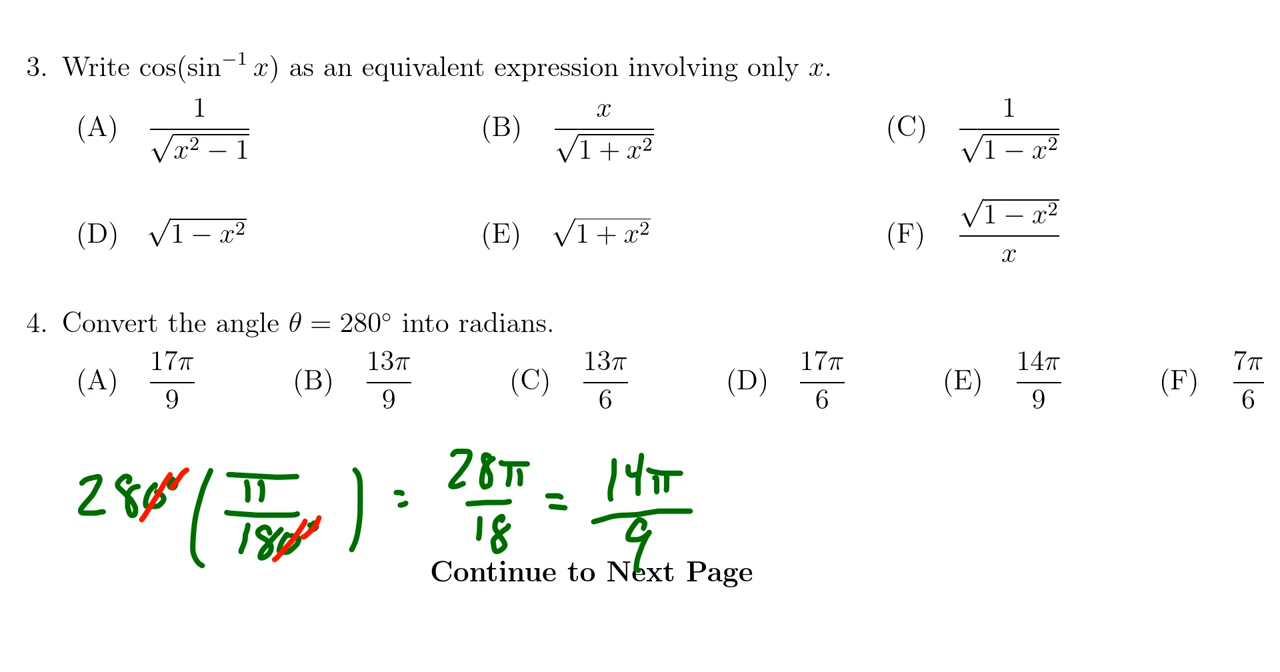 3. Write cos(sin⁻¹ x) as an equivalent expression involving only x.
(A) 1/√(x² − 1) (B) x/√(1 + x²) (C) 1/√(1 − x²)
(D) √(1 − x²) (E) √(1 + x²) (F) √(1 − x²)/x
4. Convert the angle θ = 280° into radians.
(A) 17π/9 (B) 13π/9 (C) 13π/6 (D) 17π/6 (E) 14π/9 (F) 7π/6
280° (π/180°) = 28π/18 = 14π/9
Continue to Next Page